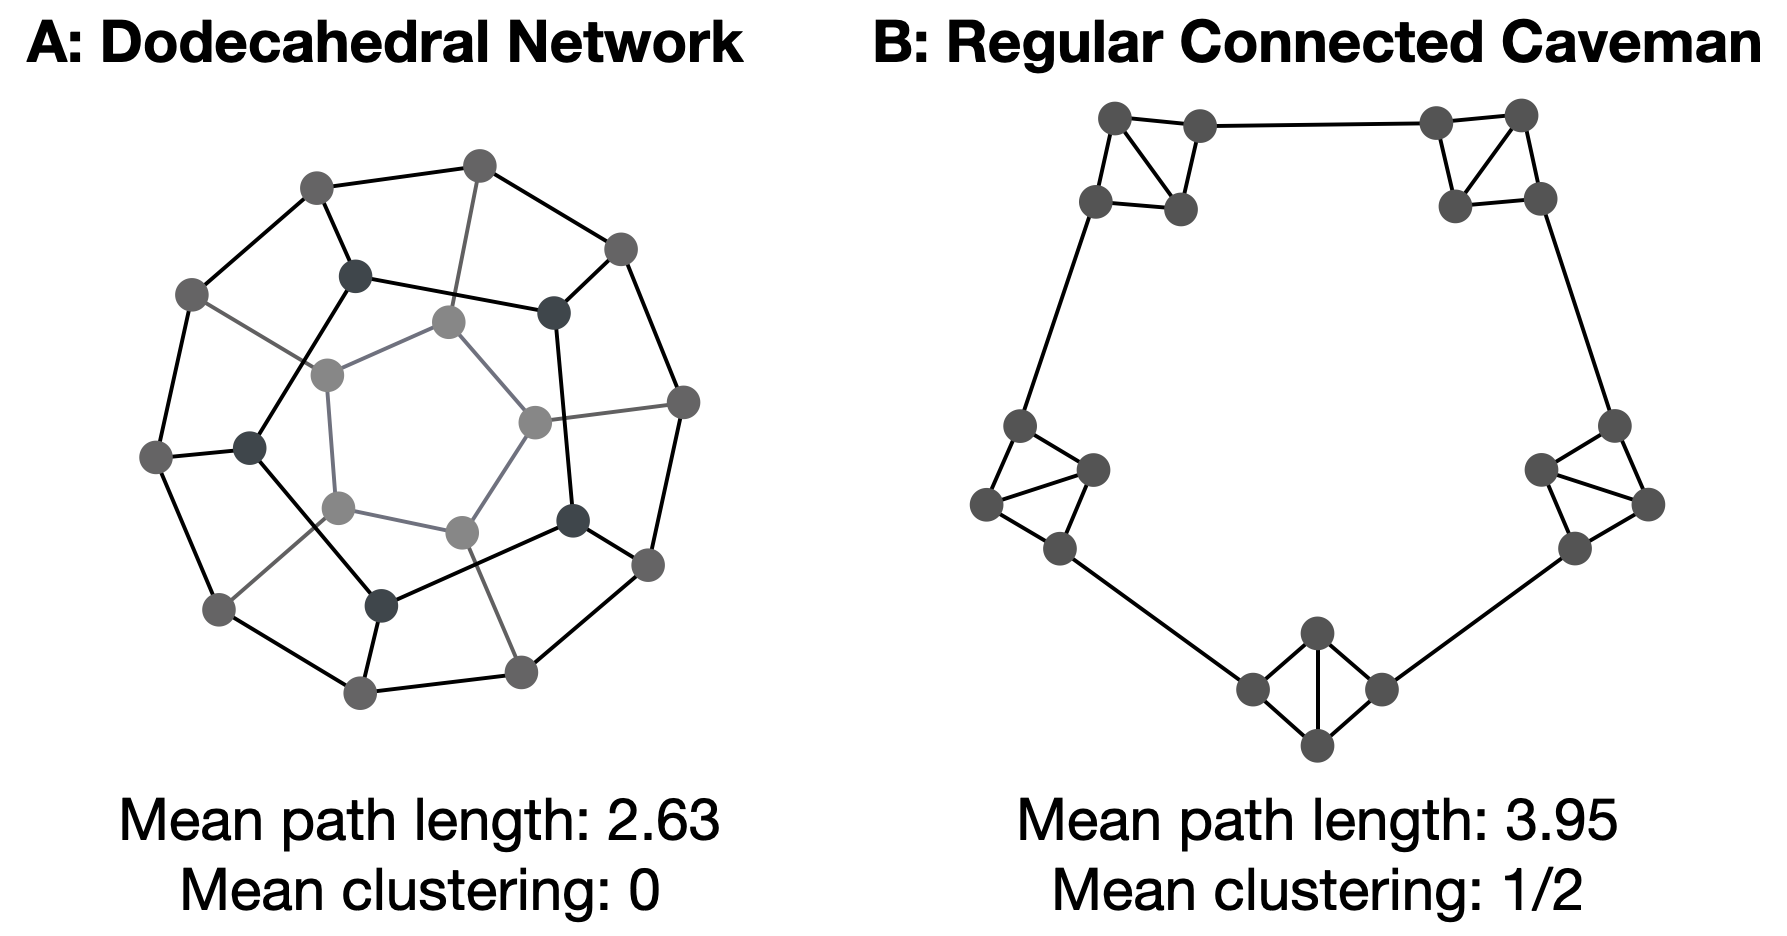 A: Dodecahedral Network
Mean path length: 2.63
Mean clustering: 0
B: Regular Connected Caveman
Mean path length: 3.95
Mean clustering: 1/2